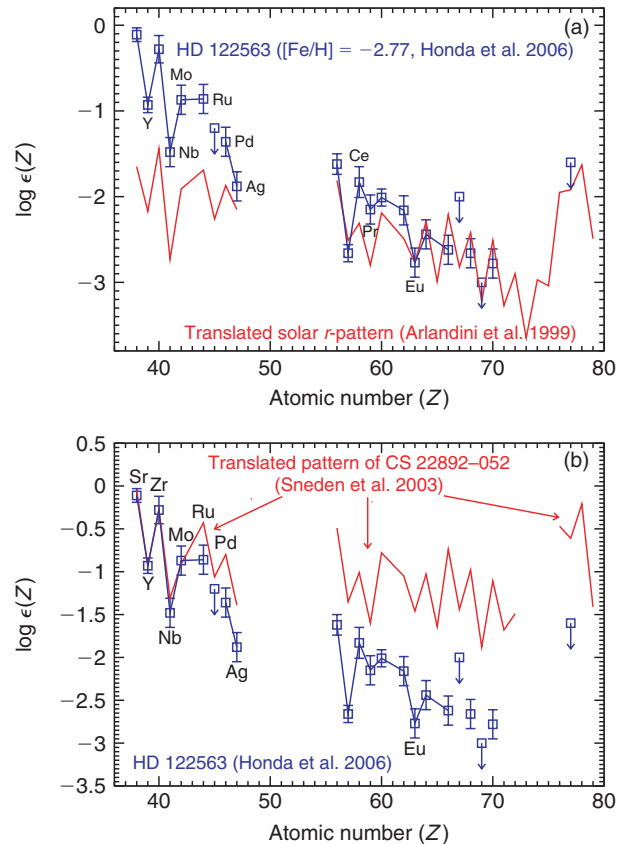 (a)
HD 122563 ([Fe/H] = −2.77, Honda et al. 2006)
Mo
Ru
Y
Nb
Pd
Ag
Ce
Pr
Eu
Translated solar r-pattern (Arlandini et al. 1999)
log ϵ(Z)
0
−1
−2
−3
40 50 60 70 80
Atomic number (Z)
(b)
Translated pattern of CS 22892–052
(Sneden et al. 2003)
Sr
Zr
Ru
Mo
Pd
Y
Nb
Ag
Eu
HD 122563 (Honda et al. 2006)
log ϵ(Z)
0.5
0
−0.5
−1
−1.5
−2
−2.5
−3
−3.5
40 50 60 70 80
Atomic number (Z)